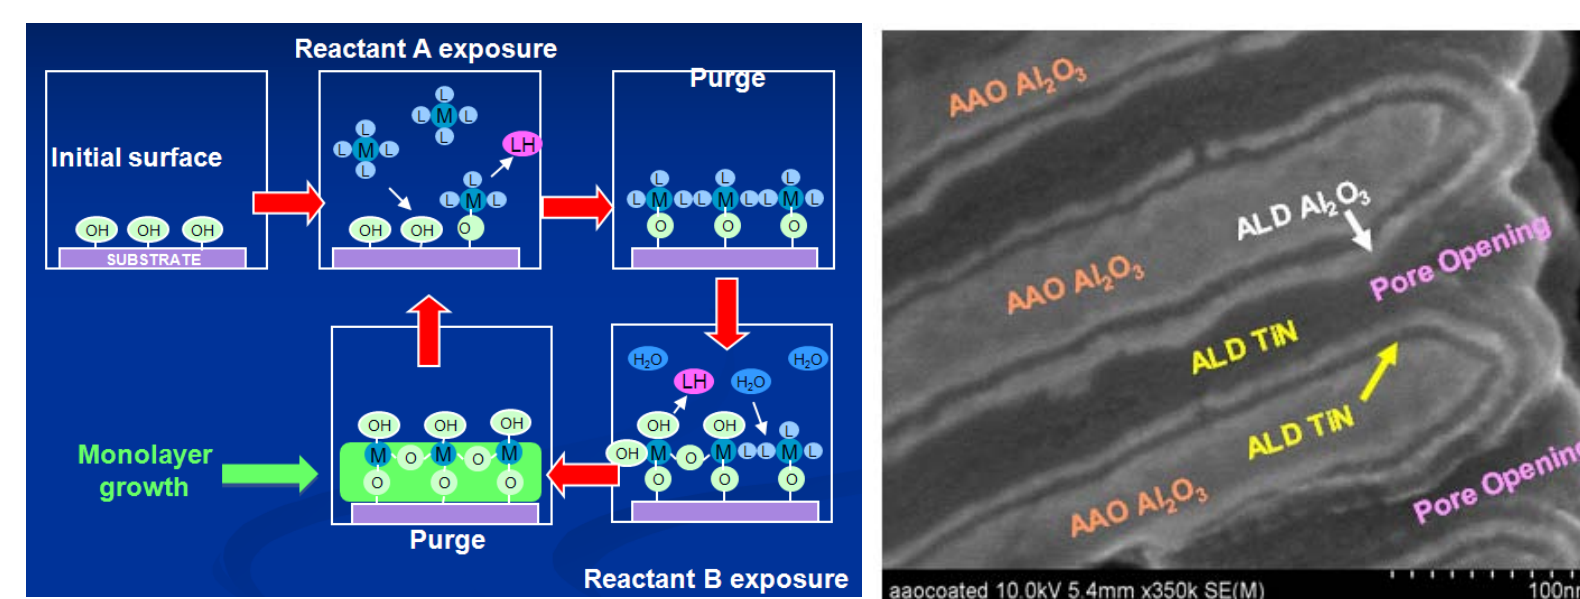 Reactant A exposure
Purge
Initial surface
L
L M L
L
L
L M L
L
LH
L
L M L
OH OH OH
OH OH O
SUBSTRATE
L L L
L M L L M L L M L
O O O
H₂O H₂O H₂O
LH
OH OH L
OH M O M L L M L
O O O
OH OH OH
M O M O M
O O O
Monolayer
growth
Purge
Reactant B exposure
AAO Al₂O₃
ALD Al₂O₃
Pore Opening
AAO Al₂O₃
ALD TiN
ALD TiN
AAO Al₂O₃
Pore Opening
aaocoated 10.0kV 5.4mm x350k SE(M)
100nm